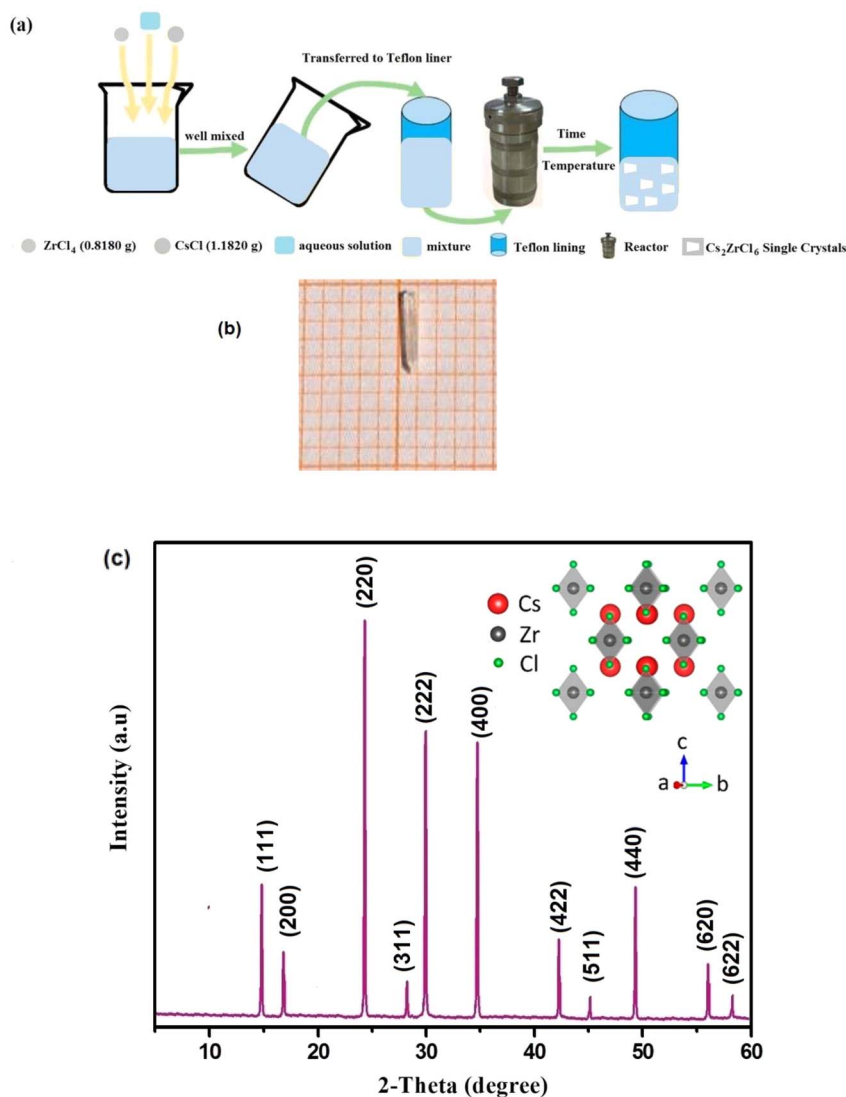 (a)
Transferred to Teflon liner
well mixed
Time
Temperature
ZrCl₄ (0.8180 g) CsCl (1.1820 g) aqueous solution mixture Teflon lining Reactor Cs₂ZrCl₆ Single Crystals
(b)
(c)
(220)
Cs
Zr
Cl
(222)
(400)
c
a b
(111)
(200)
(311)
(422)
(511)
(440)
(620)
(622)
Intensity (a.u)
10 20 30 40 50 60
2-Theta (degree)